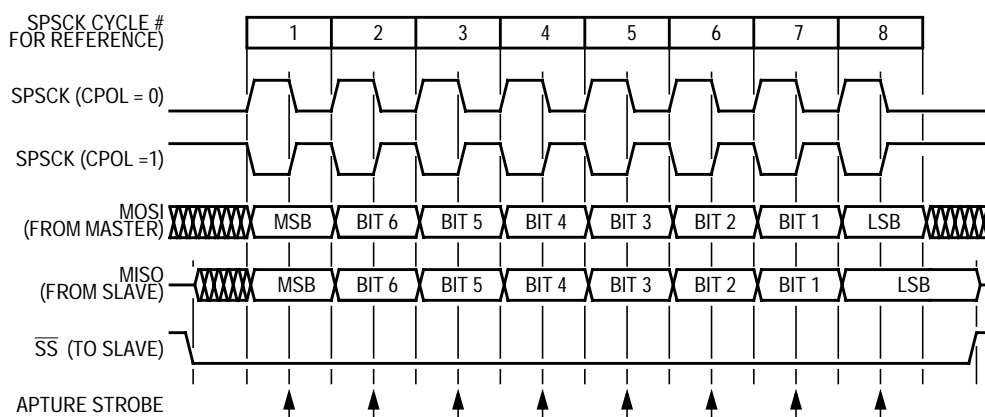 SPSCK CYCLE #
FOR REFERENCE)
1 2 3 4 5 6 7 8
SPSCK (CPOL = 0)
SPSCK (CPOL =1)
MOSI
(FROM MASTER)
MSB BIT 6 BIT 5 BIT 4 BIT 3 BIT 2 BIT 1 LSB
MISO
(FROM SLAVE)
MSB BIT 6 BIT 5 BIT 4 BIT 3 BIT 2 BIT 1 LSB
SS (TO SLAVE)
APTURE STROBE